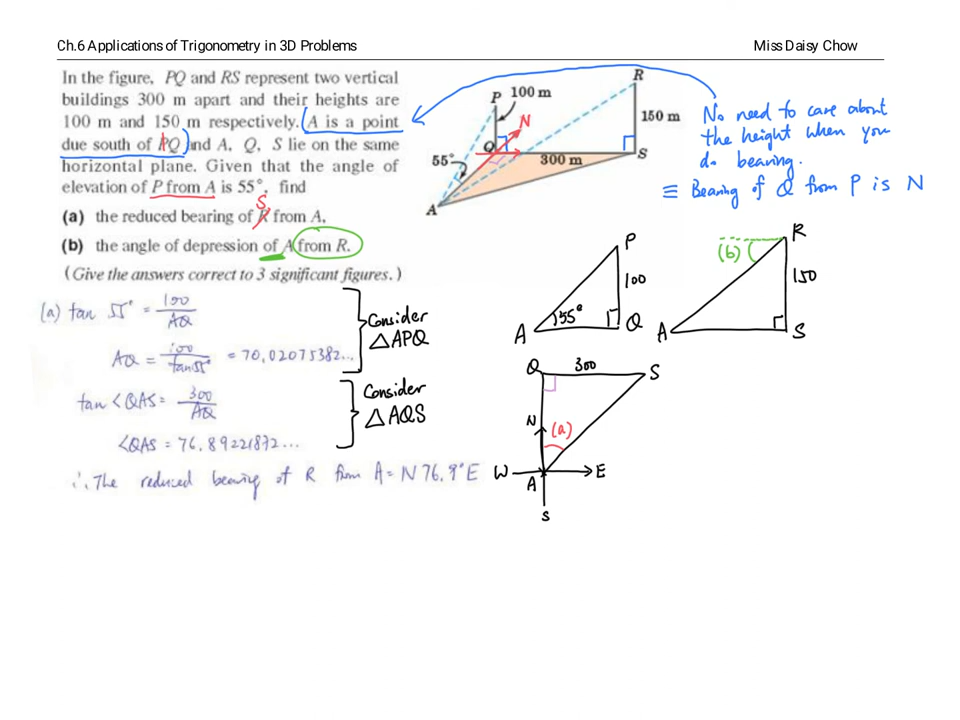 Ch.6 Applications of Trigonometry in 3D Problems
Miss Daisy Chow
In the figure, PQ and RS represent two vertical
buildings 300 m apart and their heights are
100 m and 150 m respectively. A is a point
due south of PQ and A, Q, S lie on the same
horizontal plane. Given that the angle of
elevation of P from A is 55°, find
S
(a) the reduced bearing of R from A,
(b) the angle of depression of A from R.
(Give the answers correct to 3 significant figures.)
P 100 m
N
R
150 m
Q
S
300 m
55°
A
No need to care about
the height when you
do bearing.
≡ Bearing of Q from P is N
(a) tan 55° = 100/AQ
AQ = 100/tan55° = 70.02075382...
Consider
△APQ
tan <QAS = 300/AQ
<QAS = 76.89221872...
Consider
△AQS
∴ The reduced bearing of R from A = N 76.9° E
P
100
55°
A
Q
R
(b)
150
A
S
Q 300 S
N (a)
W E
A
S